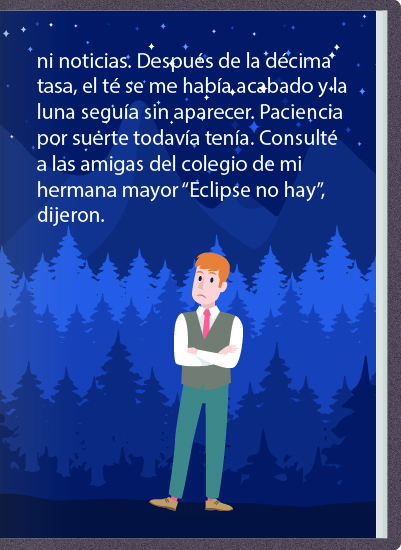 ni noticias. Después de la décima
tasa, el té se me había acabado y la
luna seguía sin aparecer. Paciencia
por suerte todavía tenía. Consulté
a las amigas del colegio de mi
hermana mayor “Eclipse no hay”,
dijeron.